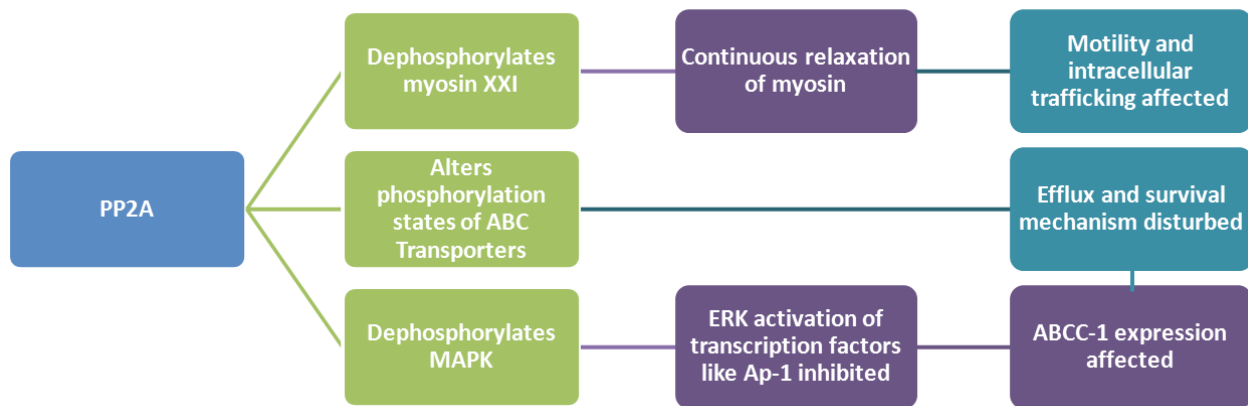 Dephosphorylates
myosin XXI
Continuous relaxation
of myosin
Motility and
intracellular
trafficking affected
PP2A
Alters
phosphorylation
states of ABC
Transporters
Efflux and survival
mechanism disturbed
Dephosphorylates
MAPK
ERK activation of
transcription factors
like Ap-1 inhibited
ABCC-1 expression
affected